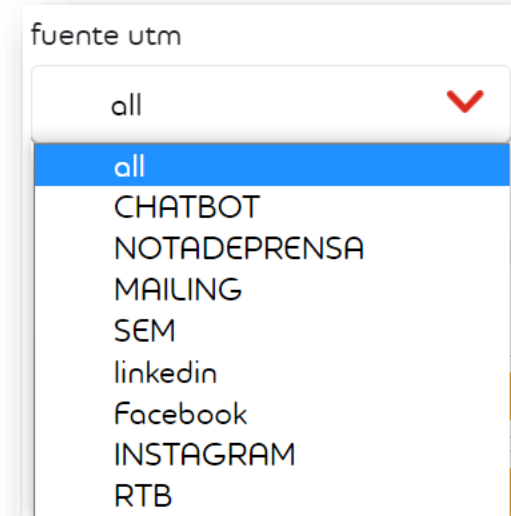 fuente utm
all
all
CHATBOT
NOTADEPRENSA
MAILING
SEM
linkedin
Facebook
INSTAGRAM
RTB